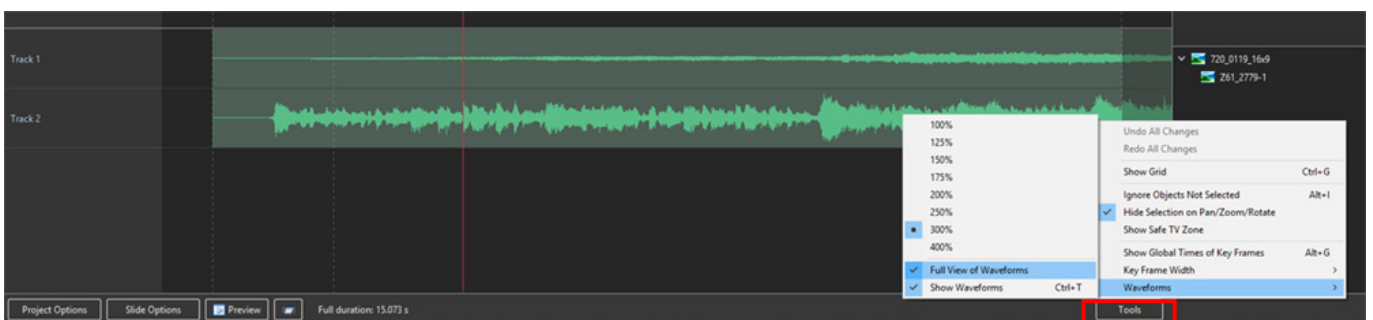 Track 1
Track 2
720_0119_16x9
Z61_2779-1
100%
125%
150%
175%
200%
250%
300%
400%
Full View of Waveforms
Show Waveforms Ctrl+T
Undo All Changes
Redo All Changes
Show Grid Ctrl+G
Ignore Objects Not Selected Alt+I
Hide Selection on Pan/Zoom/Rotate
Show Safe TV Zone
Show Global Times of Key Frames Alt+G
Key Frame Width
Waveforms
Project Options Slide Options Preview Full duration: 15.073 s Tools